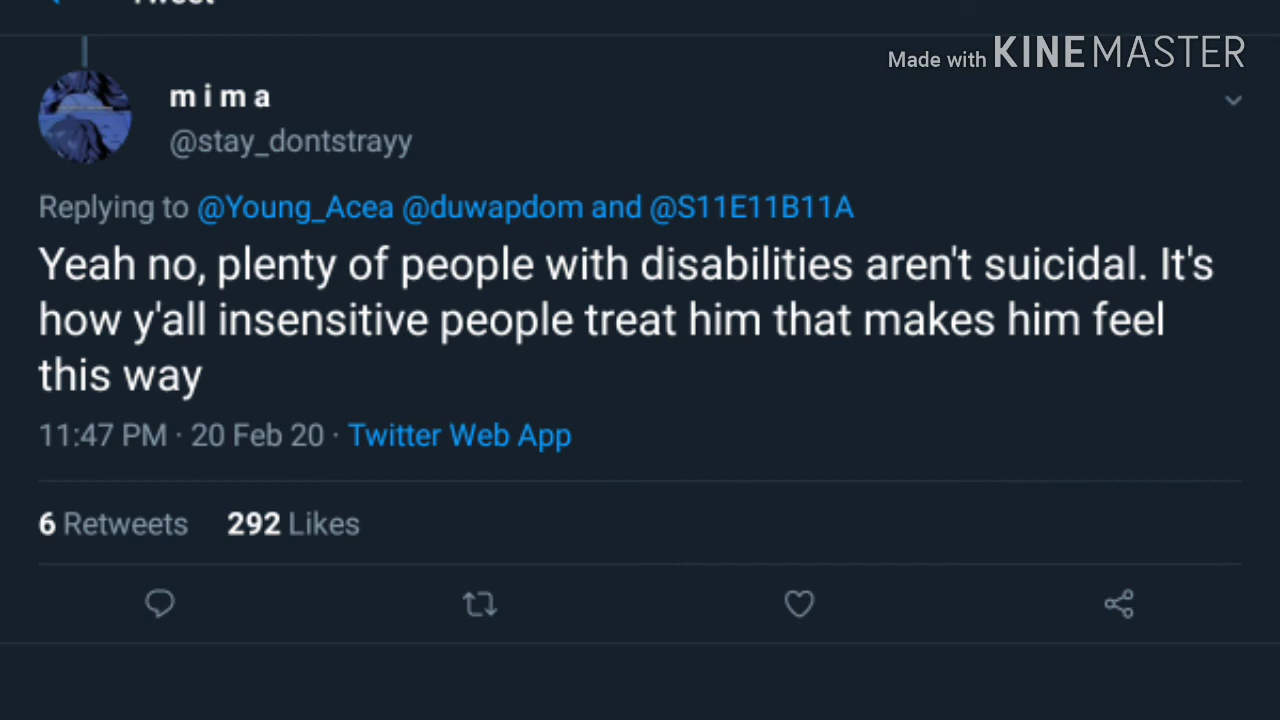 Tweet
Made with KINEMASTER
m i m a
@stay_dontstrayy
Replying to @Young_Acea @duwapdom and @S11E11B11A
Yeah no, plenty of people with disabilities aren't suicidal. It's
how y'all insensitive people treat him that makes him feel
this way
11:47 PM · 20 Feb 20 · Twitter Web App
6 Retweets 292 Likes